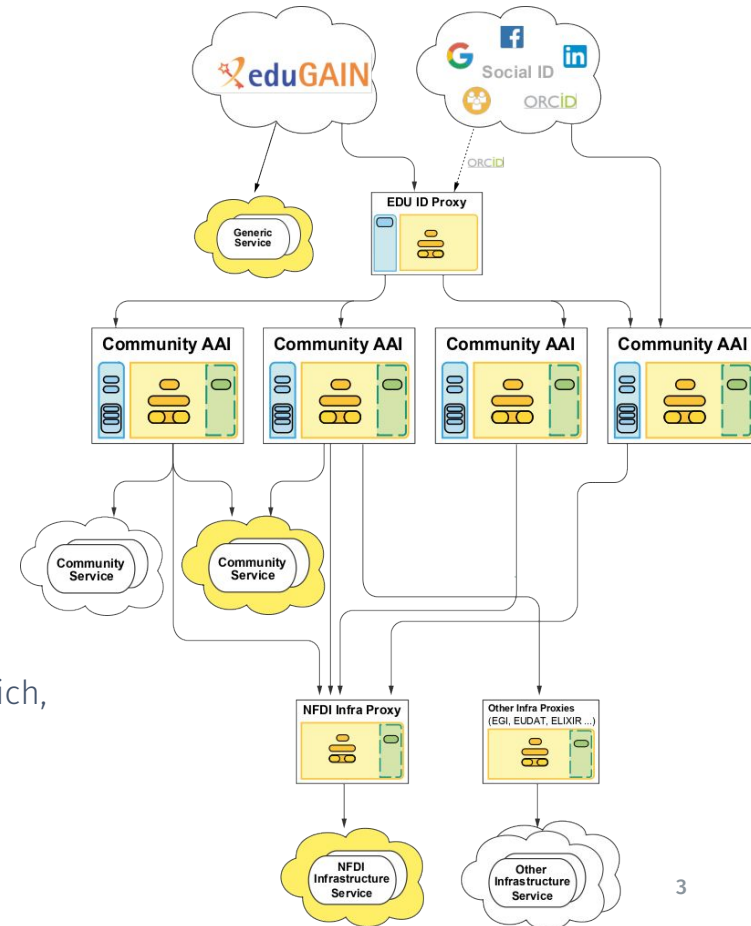 eduGAIN
Social ID
ORCID
ORCID
EDU ID Proxy
Generic
Service
Community AAI
Community AAI
Community AAI
Community AAI
Community
Service
Community
Service
ich,
NFDI Infra Proxy
Other Infra Proxies
(EGI, EUDAT, ELIXIR ...)
NFDI
Infrastructure
Service
Other
Infrastructure
Service
3